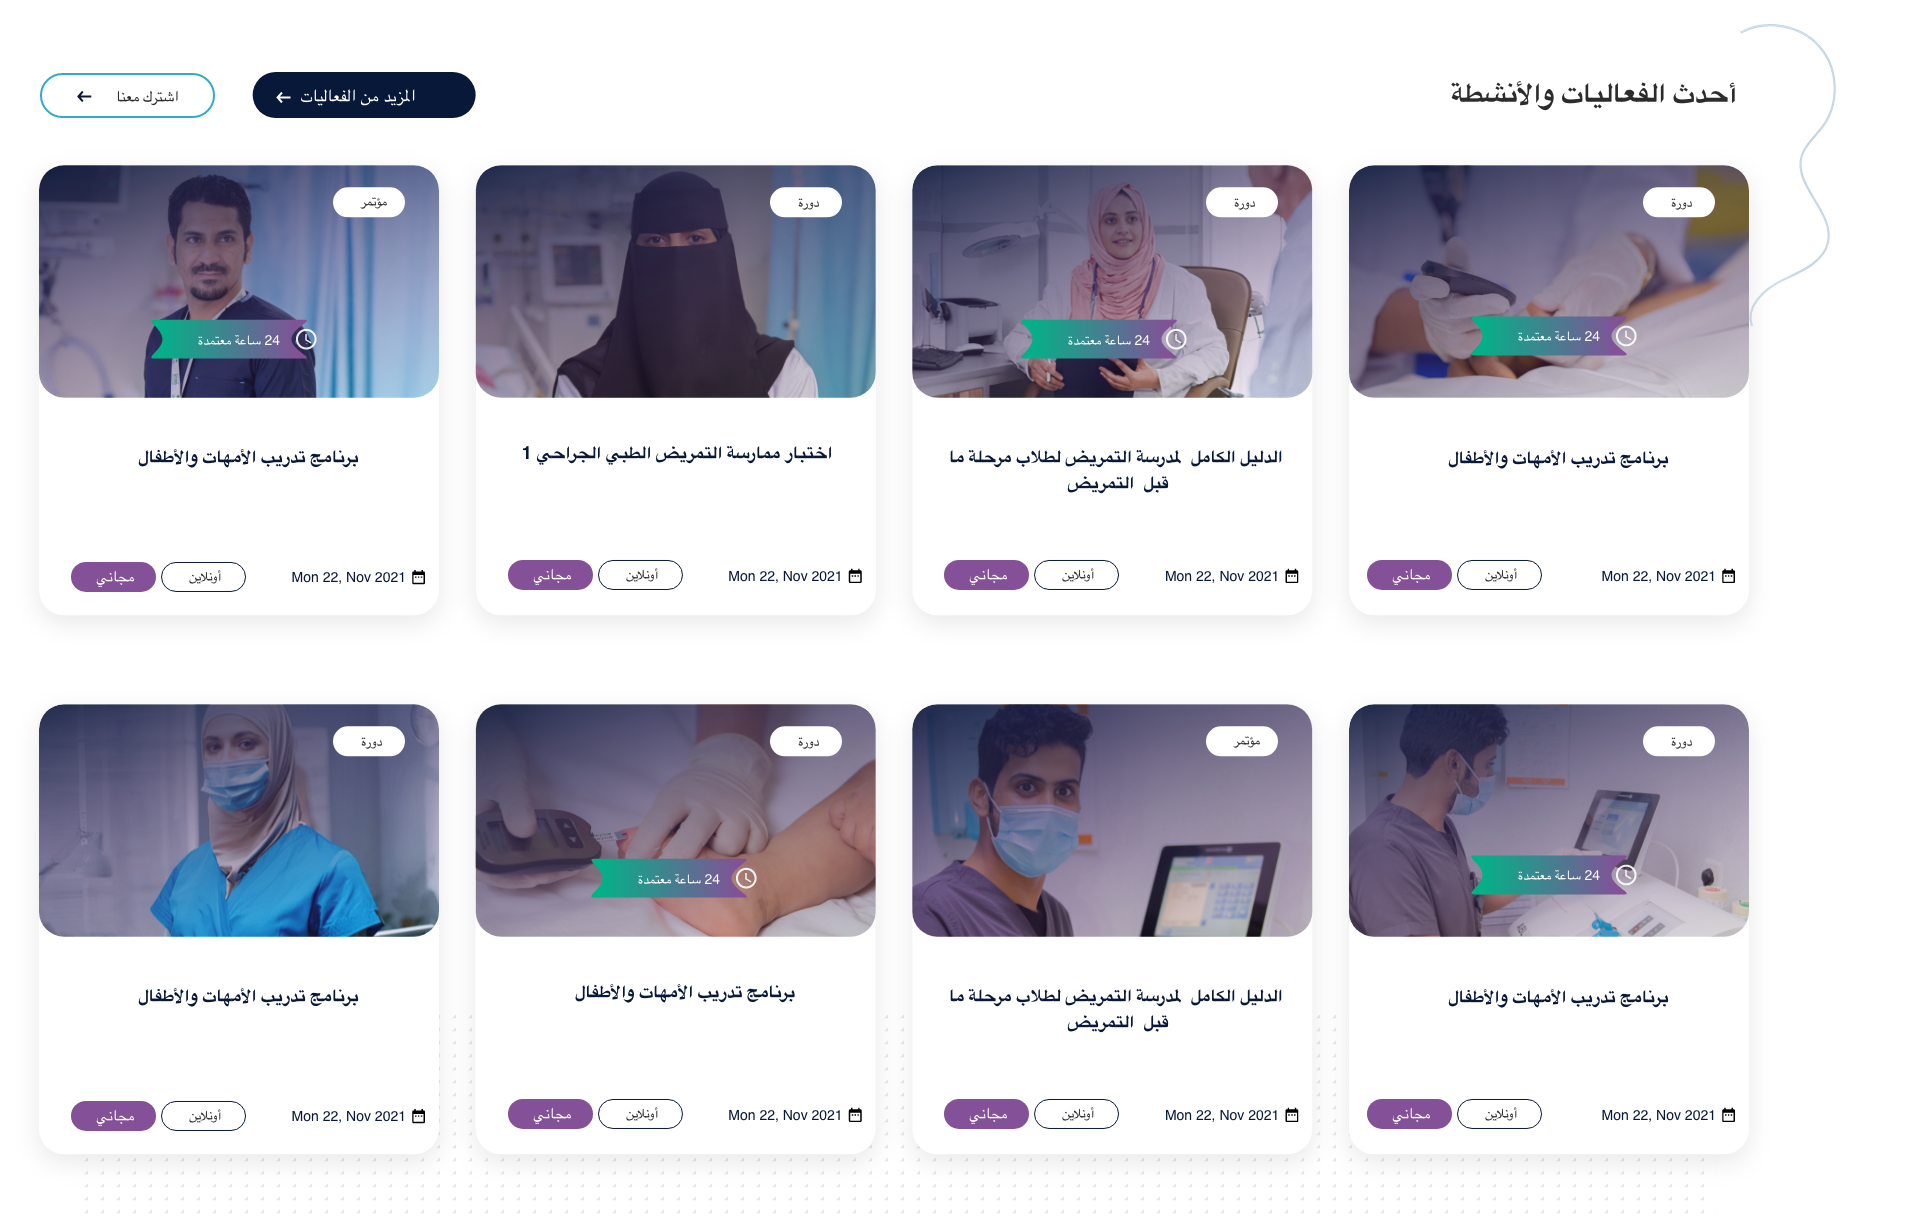 أحدث الفعاليات والأنشطة
المزيد من الفعاليات
اشترك معنا
دورة
24 ساعة معتمدة
برنامج تدريب الأمهات والأطفال
Mon 22, Nov 2021
أونلاين
مجاني
دورة
24 ساعة معتمدة
الدليل الكامل لمدرسة التمريض لطلاب مرحلة ما
قبل التمريض
Mon 22, Nov 2021
أونلاين
مجاني
دورة
اختبار ممارسة التمريض الطبي الجراحي 1
Mon 22, Nov 2021
أونلاين
مجاني
مؤتمر
24 ساعة معتمدة
برنامج تدريب الأمهات والأطفال
Mon 22, Nov 2021
أونلاين
مجاني
دورة
24 ساعة معتمدة
برنامج تدريب الأمهات والأطفال
Mon 22, Nov 2021
أونلاين
مجاني
مؤتمر
الدليل الكامل لمدرسة التمريض لطلاب مرحلة ما
قبل التمريض
Mon 22, Nov 2021
أونلاين
مجاني
دورة
24 ساعة معتمدة
برنامج تدريب الأمهات والأطفال
Mon 22, Nov 2021
أونلاين
مجاني
دورة
برنامج تدريب الأمهات والأطفال
Mon 22, Nov 2021
أونلاين
مجاني